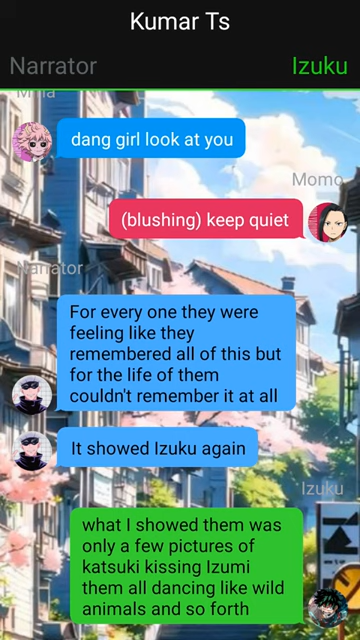 Kumar Ts
Narrator
Izuku
Mina
dang girl look at you
Momo
(blushing) keep quiet
Narrator
For every one they were
feeling like they
remembered all of this but
for the life of them
couldn't remember it at all
It showed Izuku again
Izuku
what I showed them was
only a few pictures of
katsuki kissing Izumi
them all dancing like wild
animals and so forth